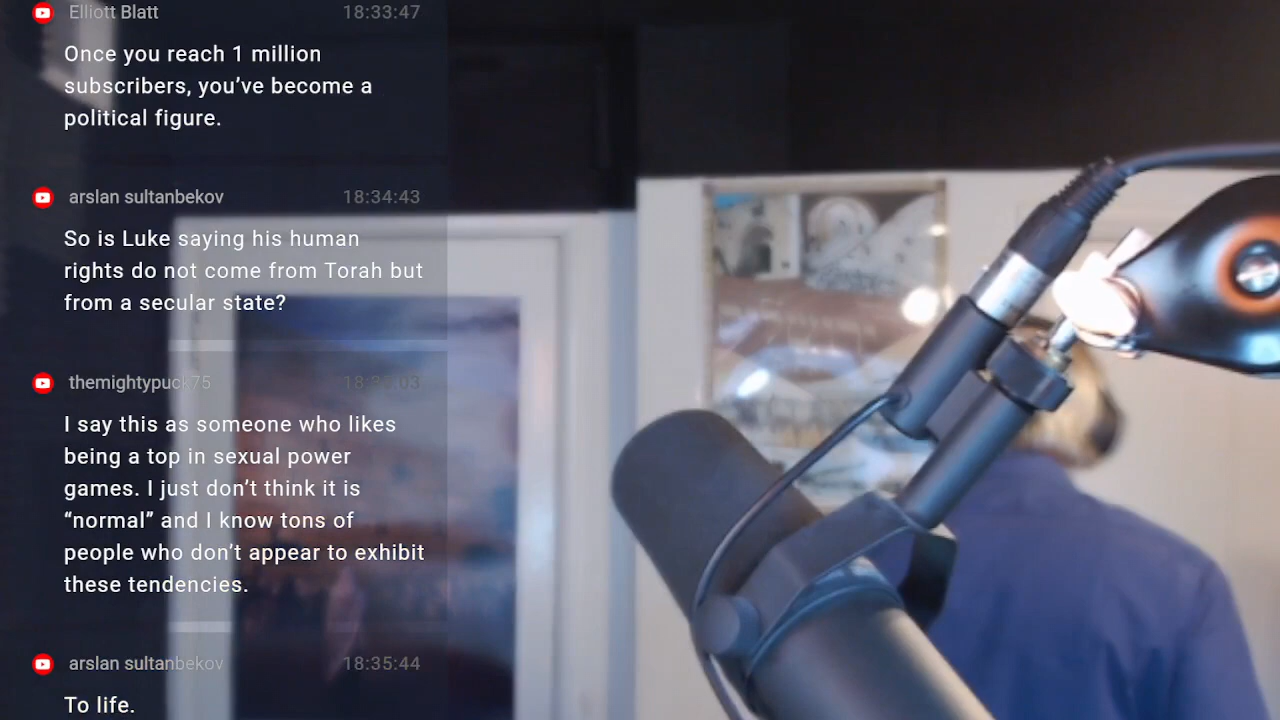 Elliott Blatt 18:33:47
Once you reach 1 million
subscribers, you’ve become a
political figure.
arslan sultanbekov 18:34:43
So is Luke saying his human
rights do not come from Torah but
from a secular state?
themightypuck75 18:37:03
I say this as someone who likes
being a top in sexual power
games. I just don’t think it is
“normal” and I know tons of
people who don’t appear to exhibit
these tendencies.
arslan sultanbekov 18:35:44
To life.